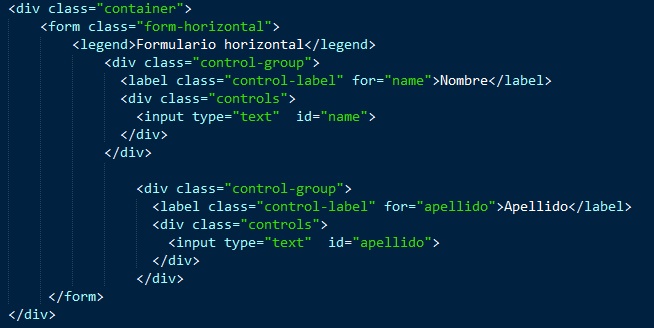 <div class="container">
    <form class="form-horizontal">
        <legend>Formulario horizontal</legend>
            <div class="control-group">
              <label class="control-label" for="name">Nombre</label>
              <div class="controls">
                <input type="text"  id="name">
              </div>
            </div>

                <div class="control-group">
                  <label class="control-label" for="apellido">Apellido</label>
                  <div class="controls">
                    <input type="text"  id="apellido">
                  </div>
                </div>
     </form>
</div>